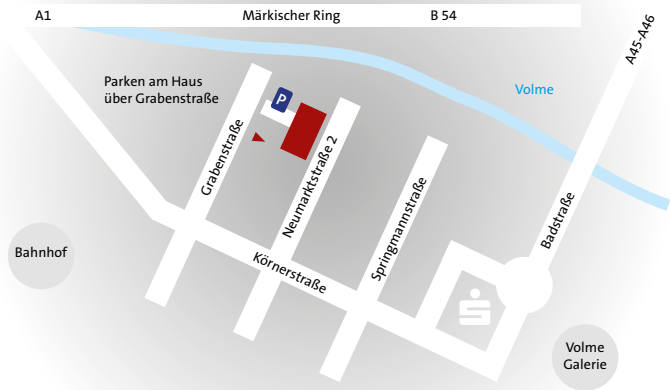 A1
Märkischer Ring
B 54
A45-A46
Parken am Haus
über Grabenstraße
P
Volme
Grabenstraße
Neumarktstraße 2
Springmannstraße
Badstraße
Bahnhof
Körnerstraße
Volme
Galerie